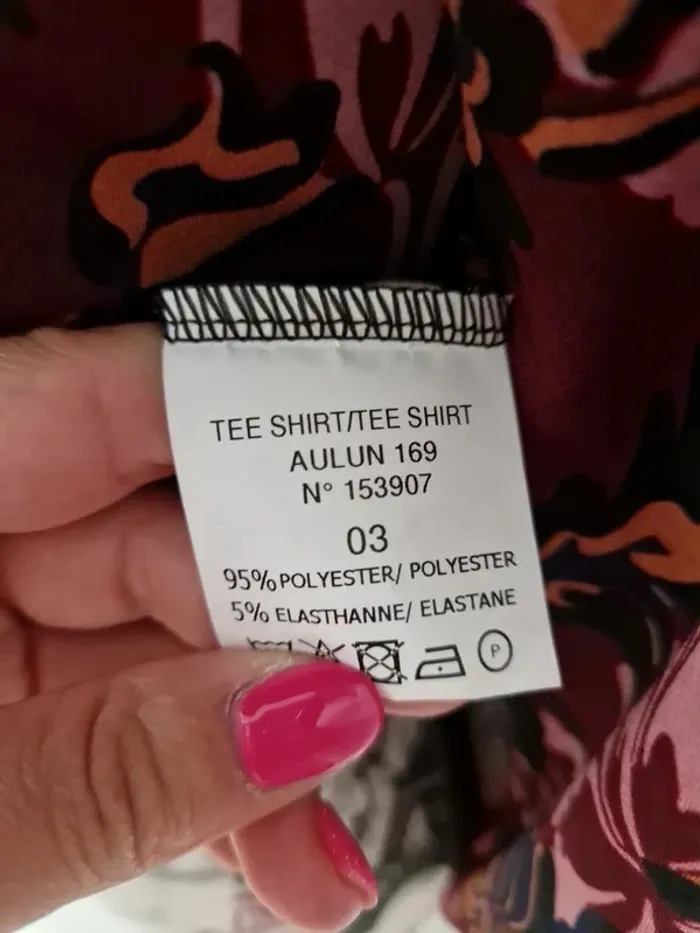 TEE SHIRT/TEE SHIRT
AULUN 169
N° 153907
03
95% POLYESTER/ POLYESTER
5% ELASTHANNE/ ELASTANE
P